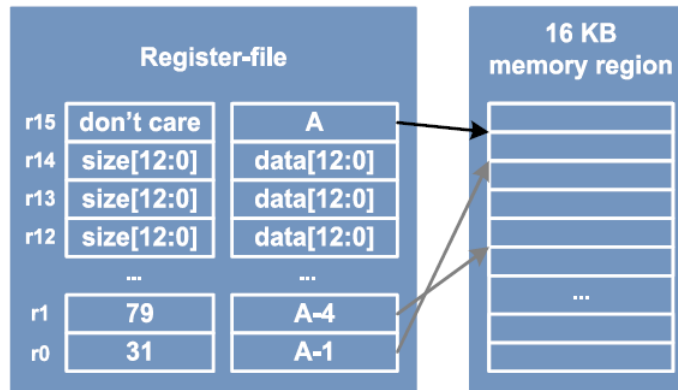 Register-file
16 KB
memory region
r15 don't care A
r14 size[12:0] data[12:0]
r13 size[12:0] data[12:0]
r12 size[12:0] data[12:0]
... ...
...
r1 79 A-4
r0 31 A-1